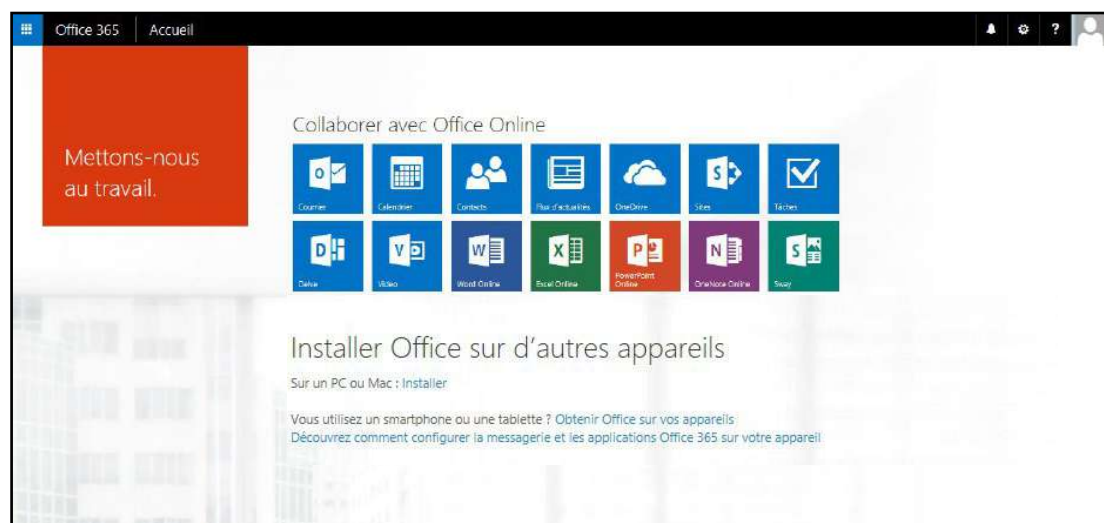 Office 365 Accueil ?
Mettons-nous
au travail.
Collaborer avec Office Online
Courrier Calendrier Contacts Flux d'actualités OneDrive Sites Tâches
Delve Vidéo Word Online Excel Online PowerPoint Online OneNote Online Sway
Installer Office sur d'autres appareils
Sur un PC ou Mac : Installer
Vous utilisez un smartphone ou une tablette ? Obtenir Office sur vos appareils
Découvrez comment configurer la messagerie et les applications Office 365 sur votre appareil